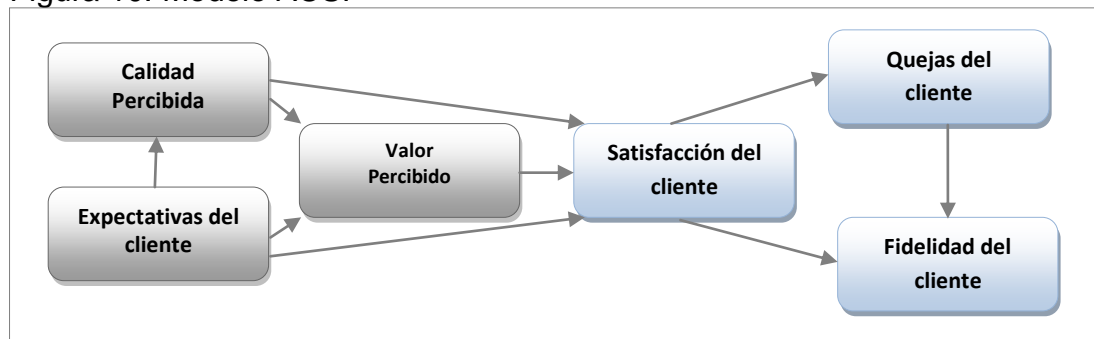 Calidad
Percibida
Valor
Percibido
Expectativas del
cliente
Satisfacción del
cliente
Quejas del
cliente
Fidelidad del
cliente